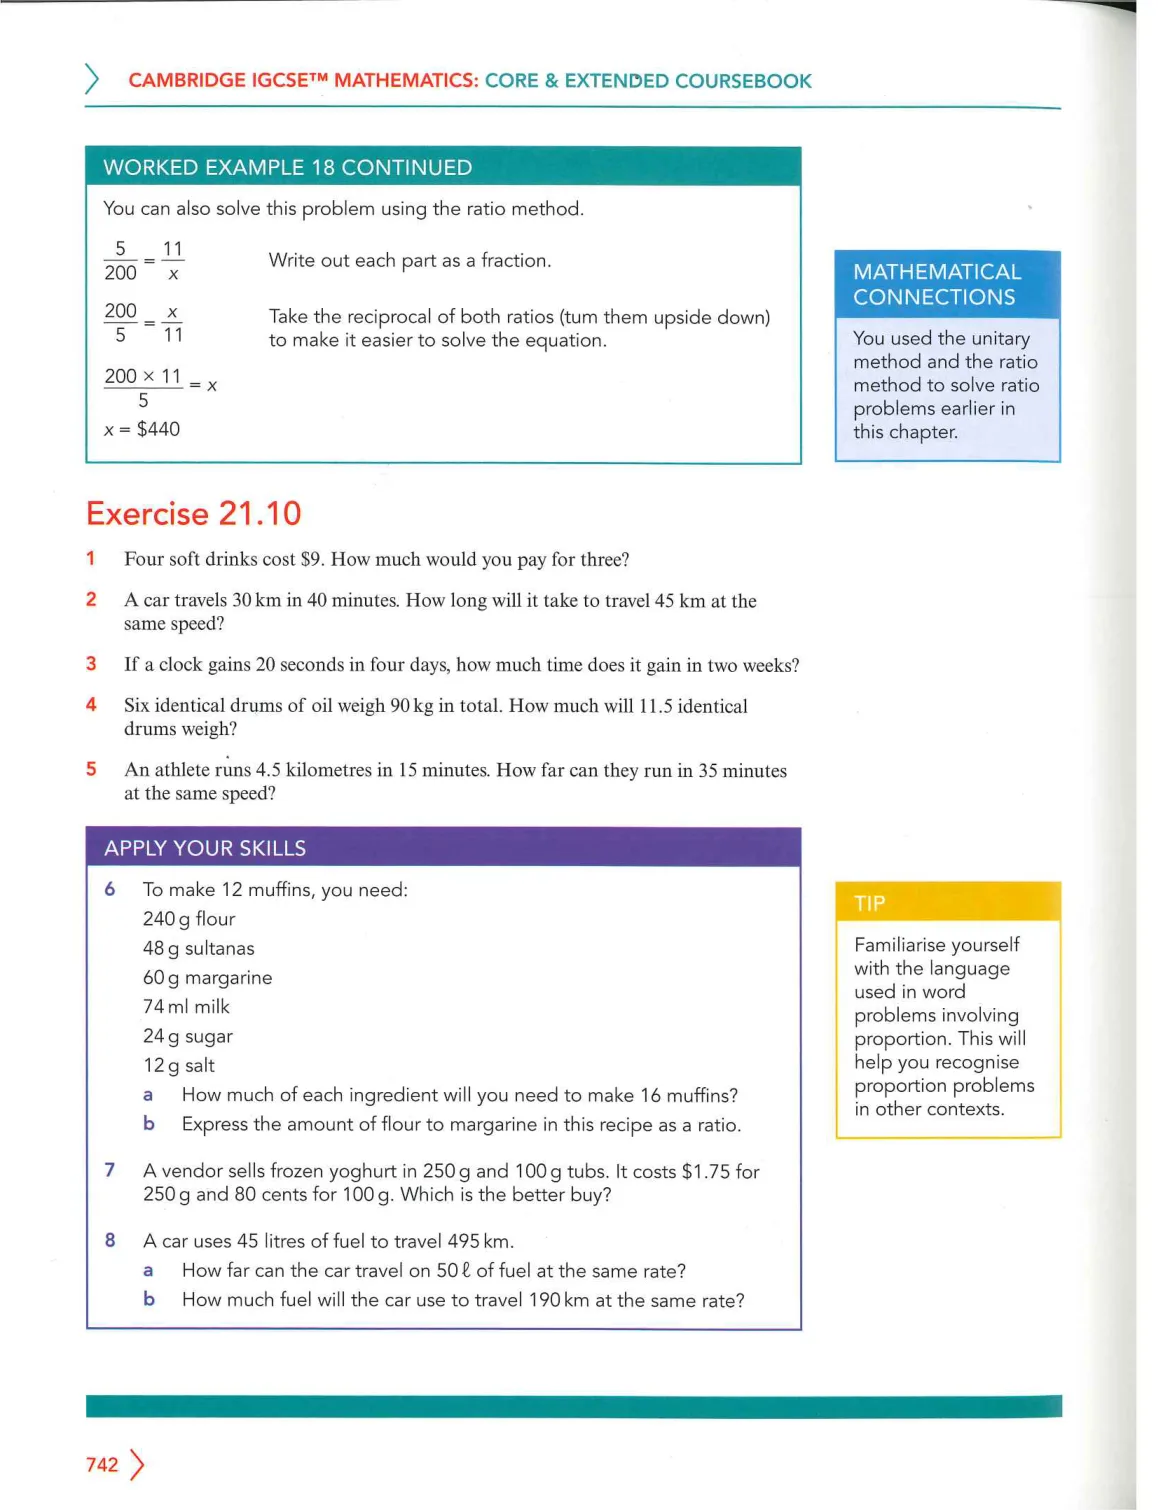 CAMBRIDGE IGCSE™ MATHEMATICS: CORE & EXTENDED COURSEBOOK
WORKED EXAMPLE 18 CONTINUED
You can also solve this problem using the ratio method.
5/200 = 11/x Write out each part as a fraction.
200/5 = x/11 Take the reciprocal of both ratios (tum them upside down)
to make it easier to solve the equation.
200 × 11/5 = x
x = $440
MATHEMATICAL
CONNECTIONS
You used the unitary
method and the ratio
method to solve ratio
problems earlier in
this chapter.
Exercise 21.10
1 Four soft drinks cost $9. How much would you pay for three?
2 A car travels 30 km in 40 minutes. How long will it take to travel 45 km at the
same speed?
3 If a clock gains 20 seconds in four days, how much time does it gain in two weeks?
4 Six identical drums of oil weigh 90 kg in total. How much will 11.5 identical
drums weigh?
5 An athlete runs 4.5 kilometres in 15 minutes. How far can they run in 35 minutes
at the same speed?
APPLY YOUR SKILLS
6 To make 12 muffins, you need:
240 g flour
48 g sultanas
60 g margarine
74 ml milk
24 g sugar
12 g salt
a How much of each ingredient will you need to make 16 muffins?
b Express the amount of flour to margarine in this recipe as a ratio.
7 A vendor sells frozen yoghurt in 250 g and 100 g tubs. It costs $1.75 for
250 g and 80 cents for 100 g. Which is the better buy?
8 A car uses 45 litres of fuel to travel 495 km.
a How far can the car travel on 50 ℓ of fuel at the same rate?
b How much fuel will the car use to travel 190 km at the same rate?
TIP
Familiarise yourself
with the language
used in word
problems involving
proportion. This will
help you recognise
proportion problems
in other contexts.
742